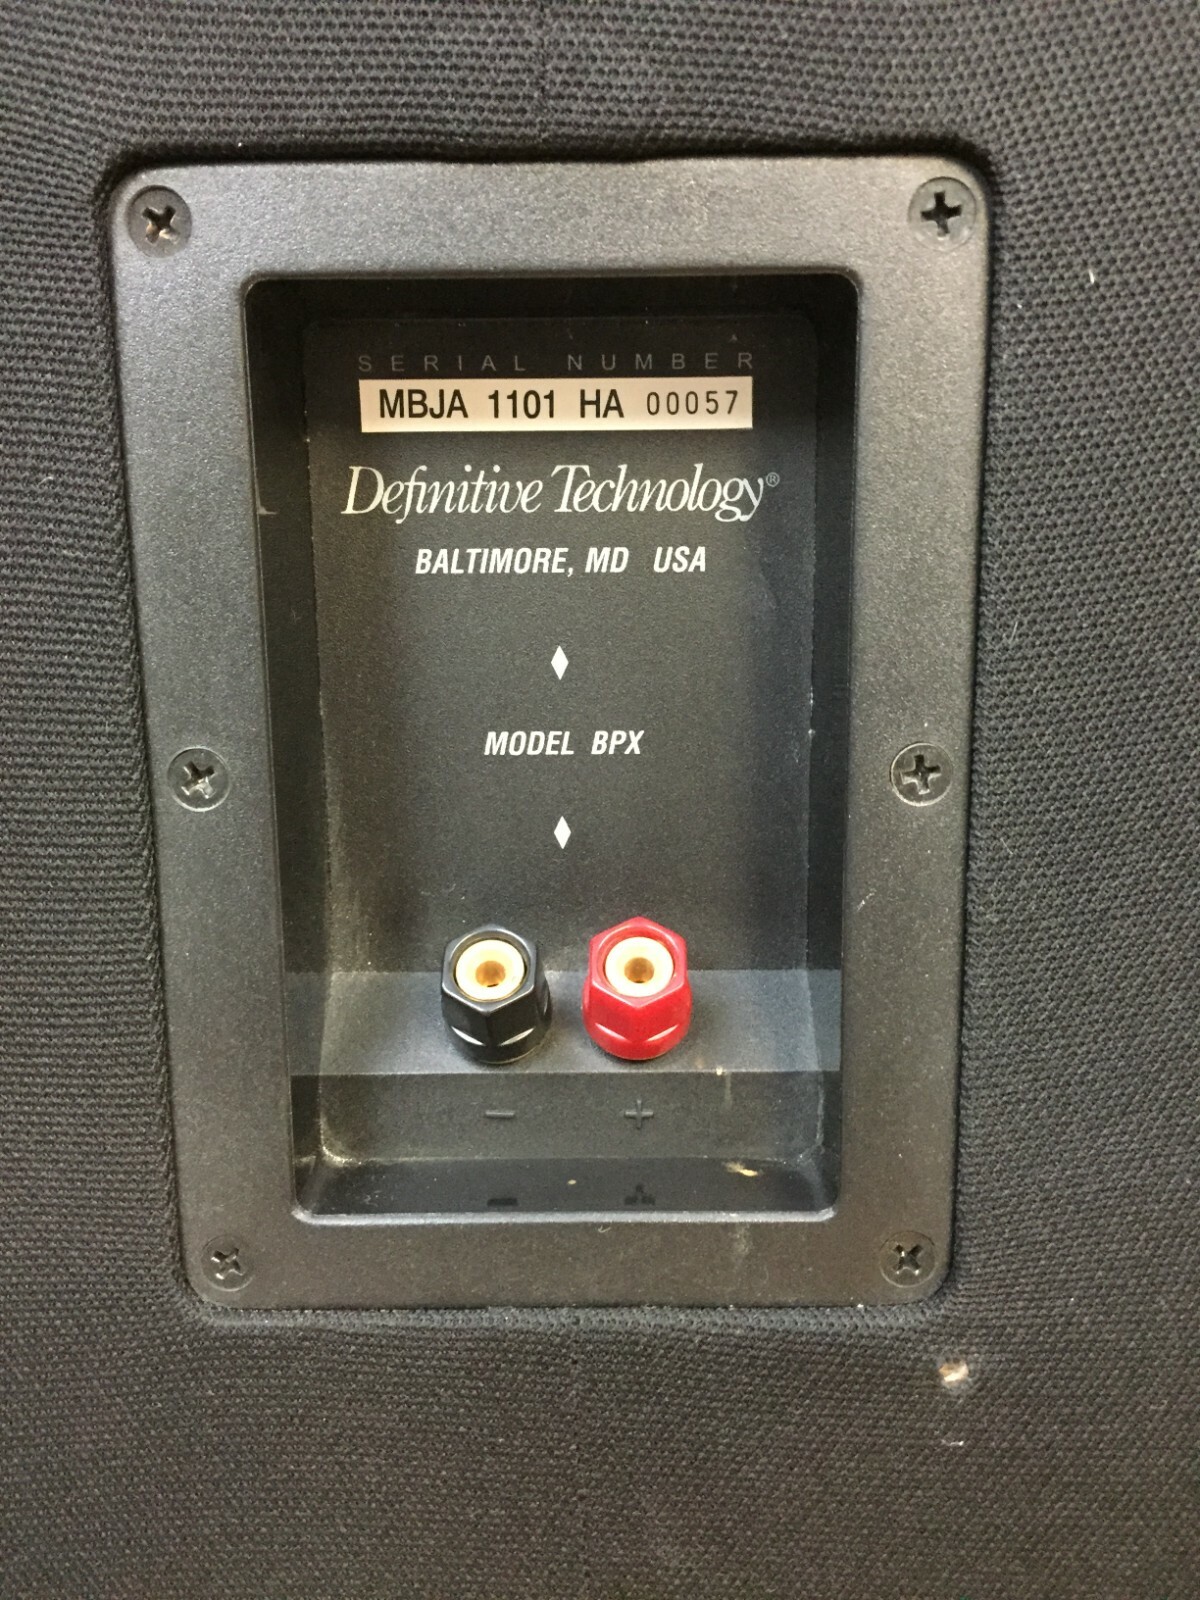 SERIAL NUMBER
MBJA 1101 HA 00057
Definitive Technology®
BALTIMORE, MD USA
MODEL BPX
− +